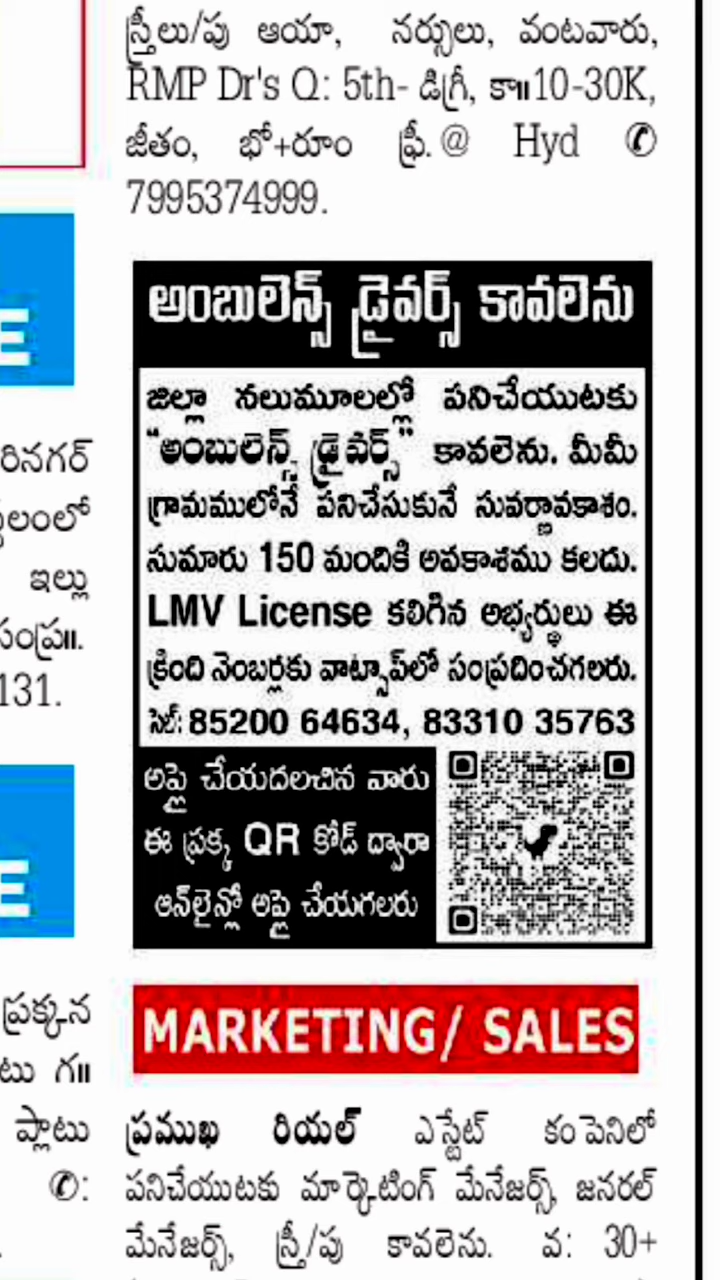 స్త్రీలు/పు ఆయా, నర్సులు, వంటవారు,
RMP Dr's Q: 5th- డిగ్రీ, కా॥10-30K,
జీతం, భో+రూం ఫ్రీ.@ Hyd ✆
7995374999.
అంబులెన్స్ డ్రైవర్స్ కావలెను
జిల్లా నలుమూలల్లో పనిచేయుటకు
"అంబులెన్స్ డ్రైవర్స్" కావలెను. మీమీ
గ్రామములోనే పనిచేసుకునే సువర్ణావకాశం.
సుమారు 150 మందికి అవకాశము కలదు.
LMV License కలిగిన అభ్యర్థులు ఈ
క్రింది నెంబర్లకు వాట్సాప్‌లో సంప్రదించగలరు.
సెల్: 85200 64634, 83310 35763
అప్లై చేయదలచిన వారు
ఈ ప్రక్క QR కోడ్ ద్వారా
ఆన్‌లైన్లో అప్లై చేయగలరు
MARKETING/ SALES
ప్రముఖ రియల్ ఎస్టేట్ కంపెనిలో
పనిచేయుటకు మార్కెటింగ్ మేనేజర్స్, జనరల్
మేనేజర్స్, స్త్రీ/పు కావలెను. వ: 30+
E
రినగర్
లంలో
ఇల్లు
సంప్ర॥.
131.
E
ప్రక్కన
టు గ॥
ప్లాటు
✆: